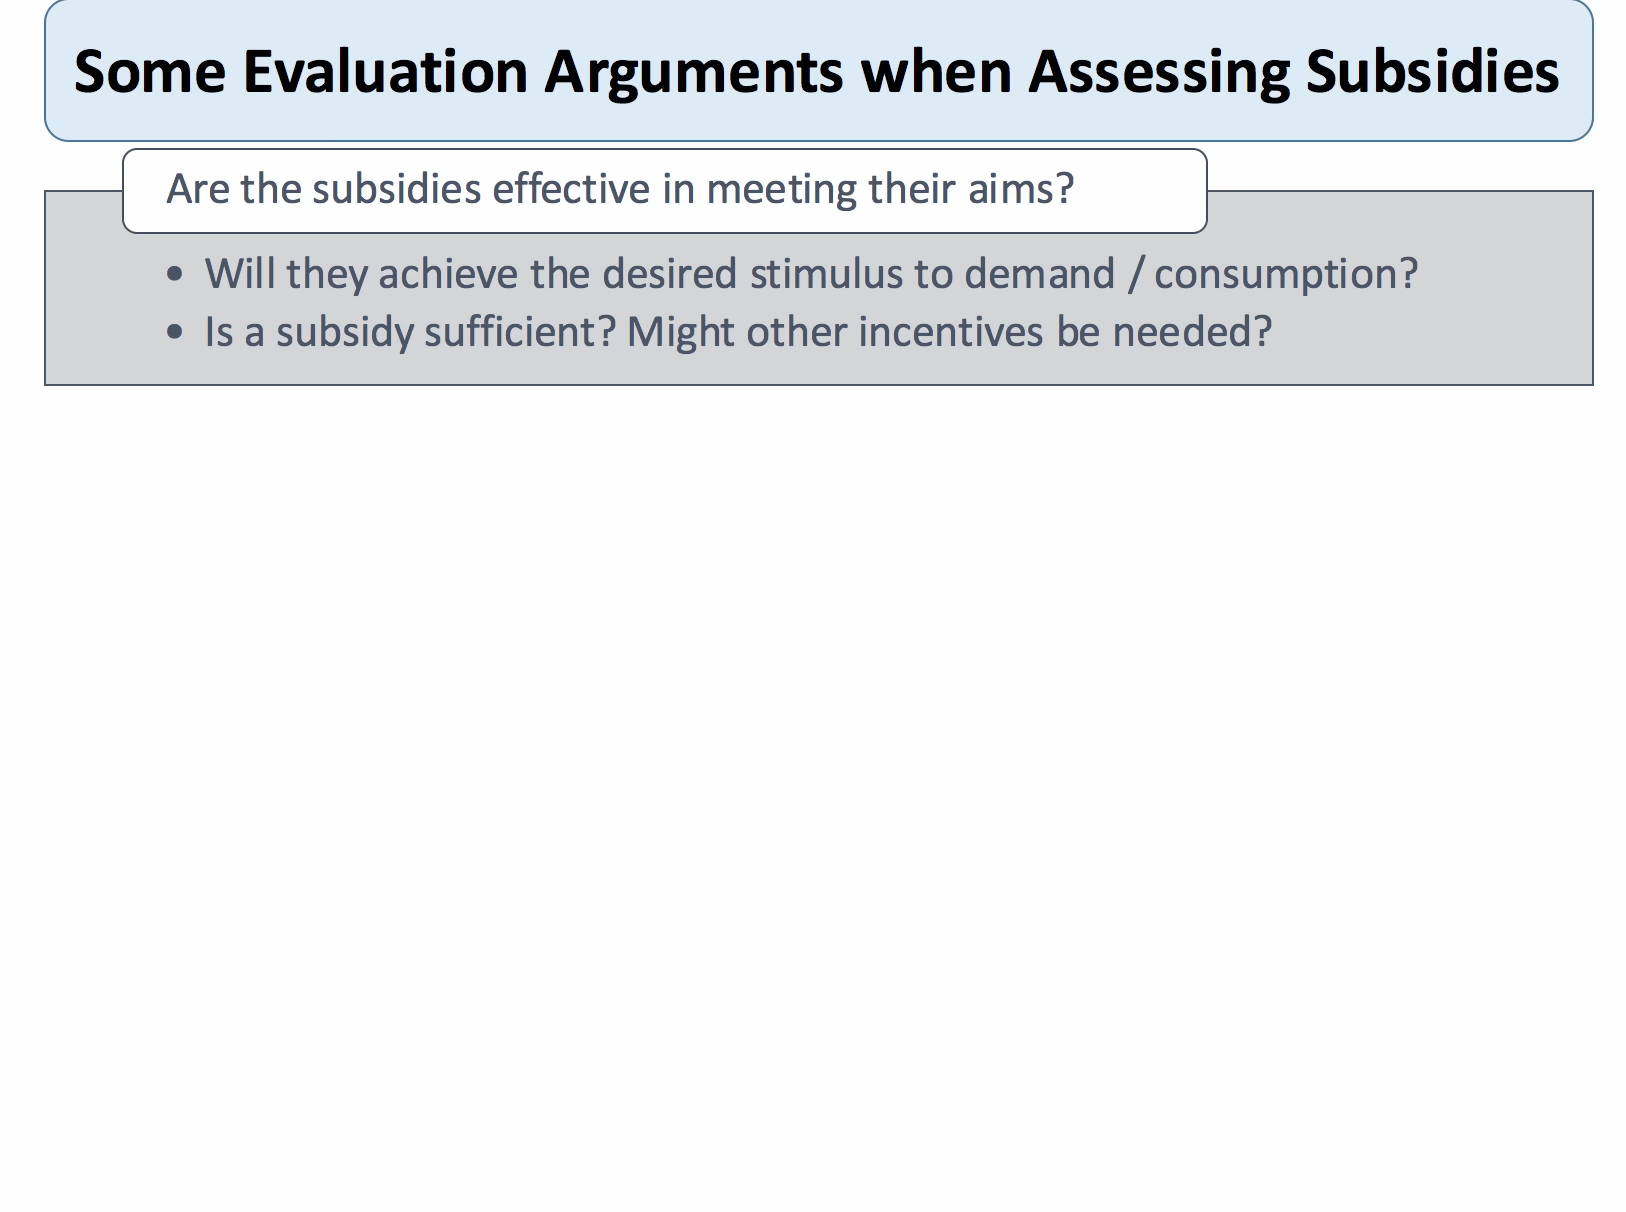 Some Evaluation Arguments when Assessing Subsidies
Are the subsidies effective in meeting their aims?
• Will they achieve the desired stimulus to demand / consumption?
• Is a subsidy sufficient? Might other incentives be needed?